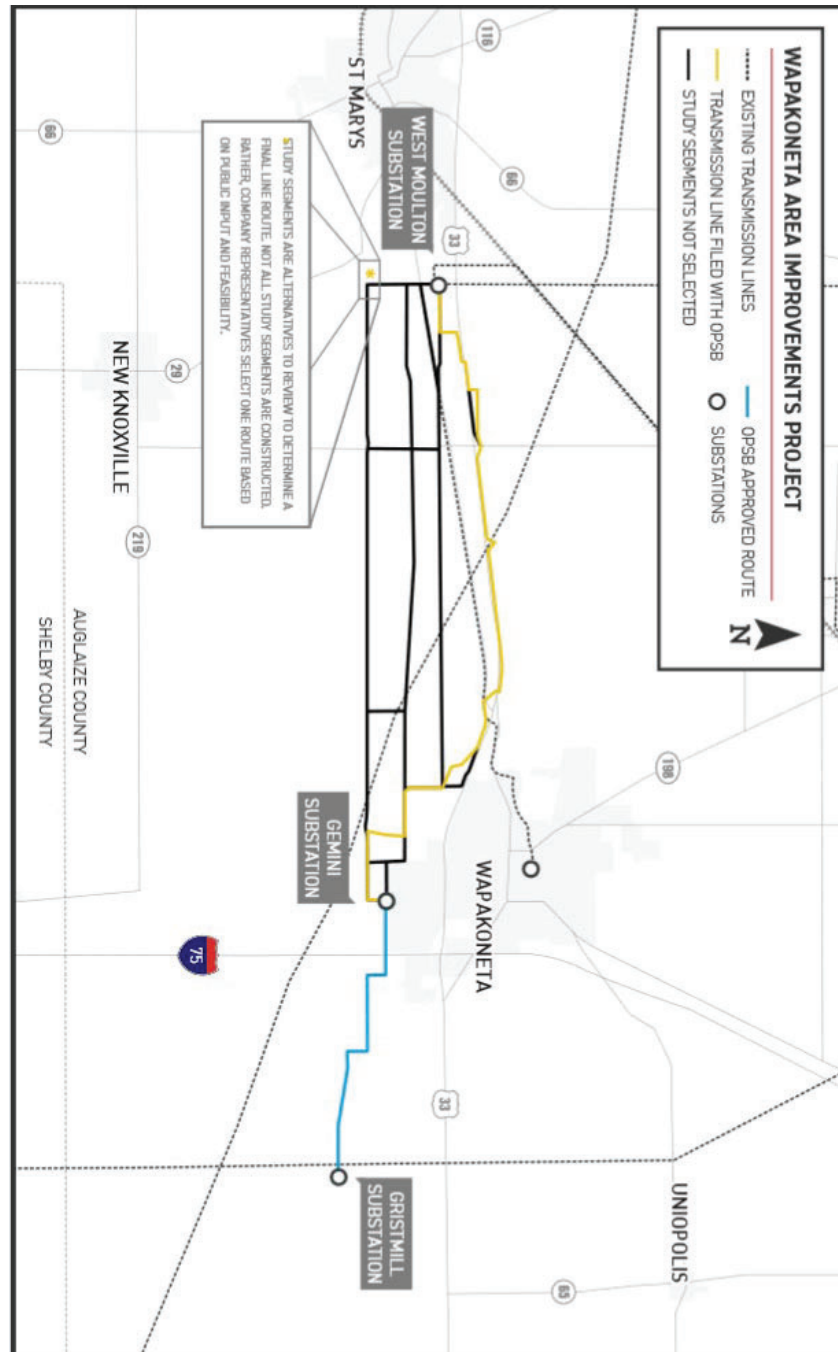 WAPAKONETA AREA IMPROVEMENTS PROJECT
EXISTING TRANSMISSION LINES
TRANSMISSION LINE FILED WITH OPSB
STUDY SEGMENTS NOT SELECTED
OPSB APPROVED ROUTE
SUBSTATIONS
N
116
66
ST MARYS
WEST MOULTON
SUBSTATION
33
66
*
STUDY SEGMENTS ARE ALTERNATIVES TO REVIEW TO DETERMINE A
FINAL LINE ROUTE. NOT ALL STUDY SEGMENTS ARE CONSTRUCTED.
RATHER, COMPANY REPRESENTATIVES SELECT ONE ROUTE BASED
ON PUBLIC INPUT AND FEASIBILITY.
29
NEW KNOXVILLE
219
AUGLAIZE COUNTY
SHELBY COUNTY
198
WAPAKONETA
GEMINI
SUBSTATION
75
33
UNIOPOLIS
GRISTMILL
SUBSTATION
65